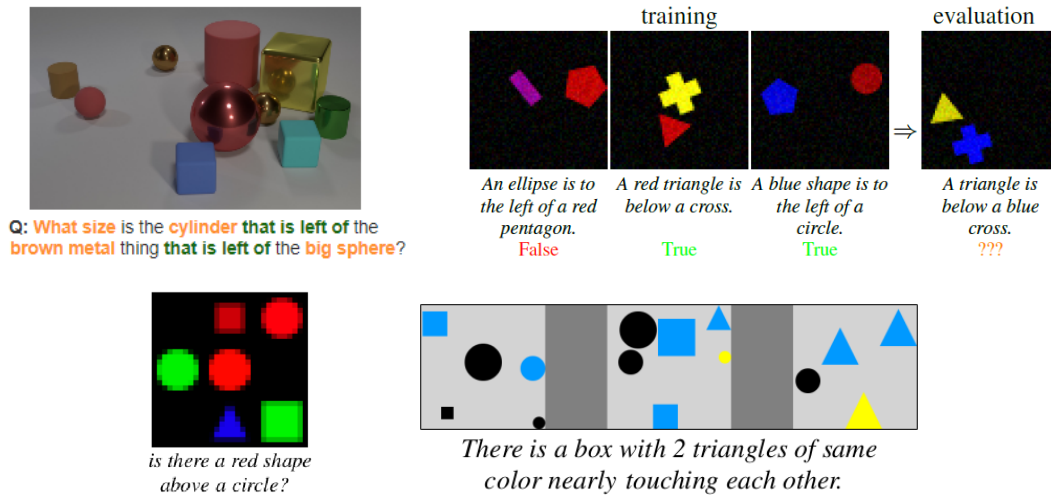 Q: What size is the cylinder that is left of the
brown metal thing that is left of the big sphere?
training
evaluation
An ellipse is to
the left of a red
pentagon.
False
A red triangle is
below a cross.
True
A blue shape is to
the left of a
circle.
True
⇒
A triangle is
below a blue
cross.
???
is there a red shape
above a circle?
There is a box with 2 triangles of same
color nearly touching each other.